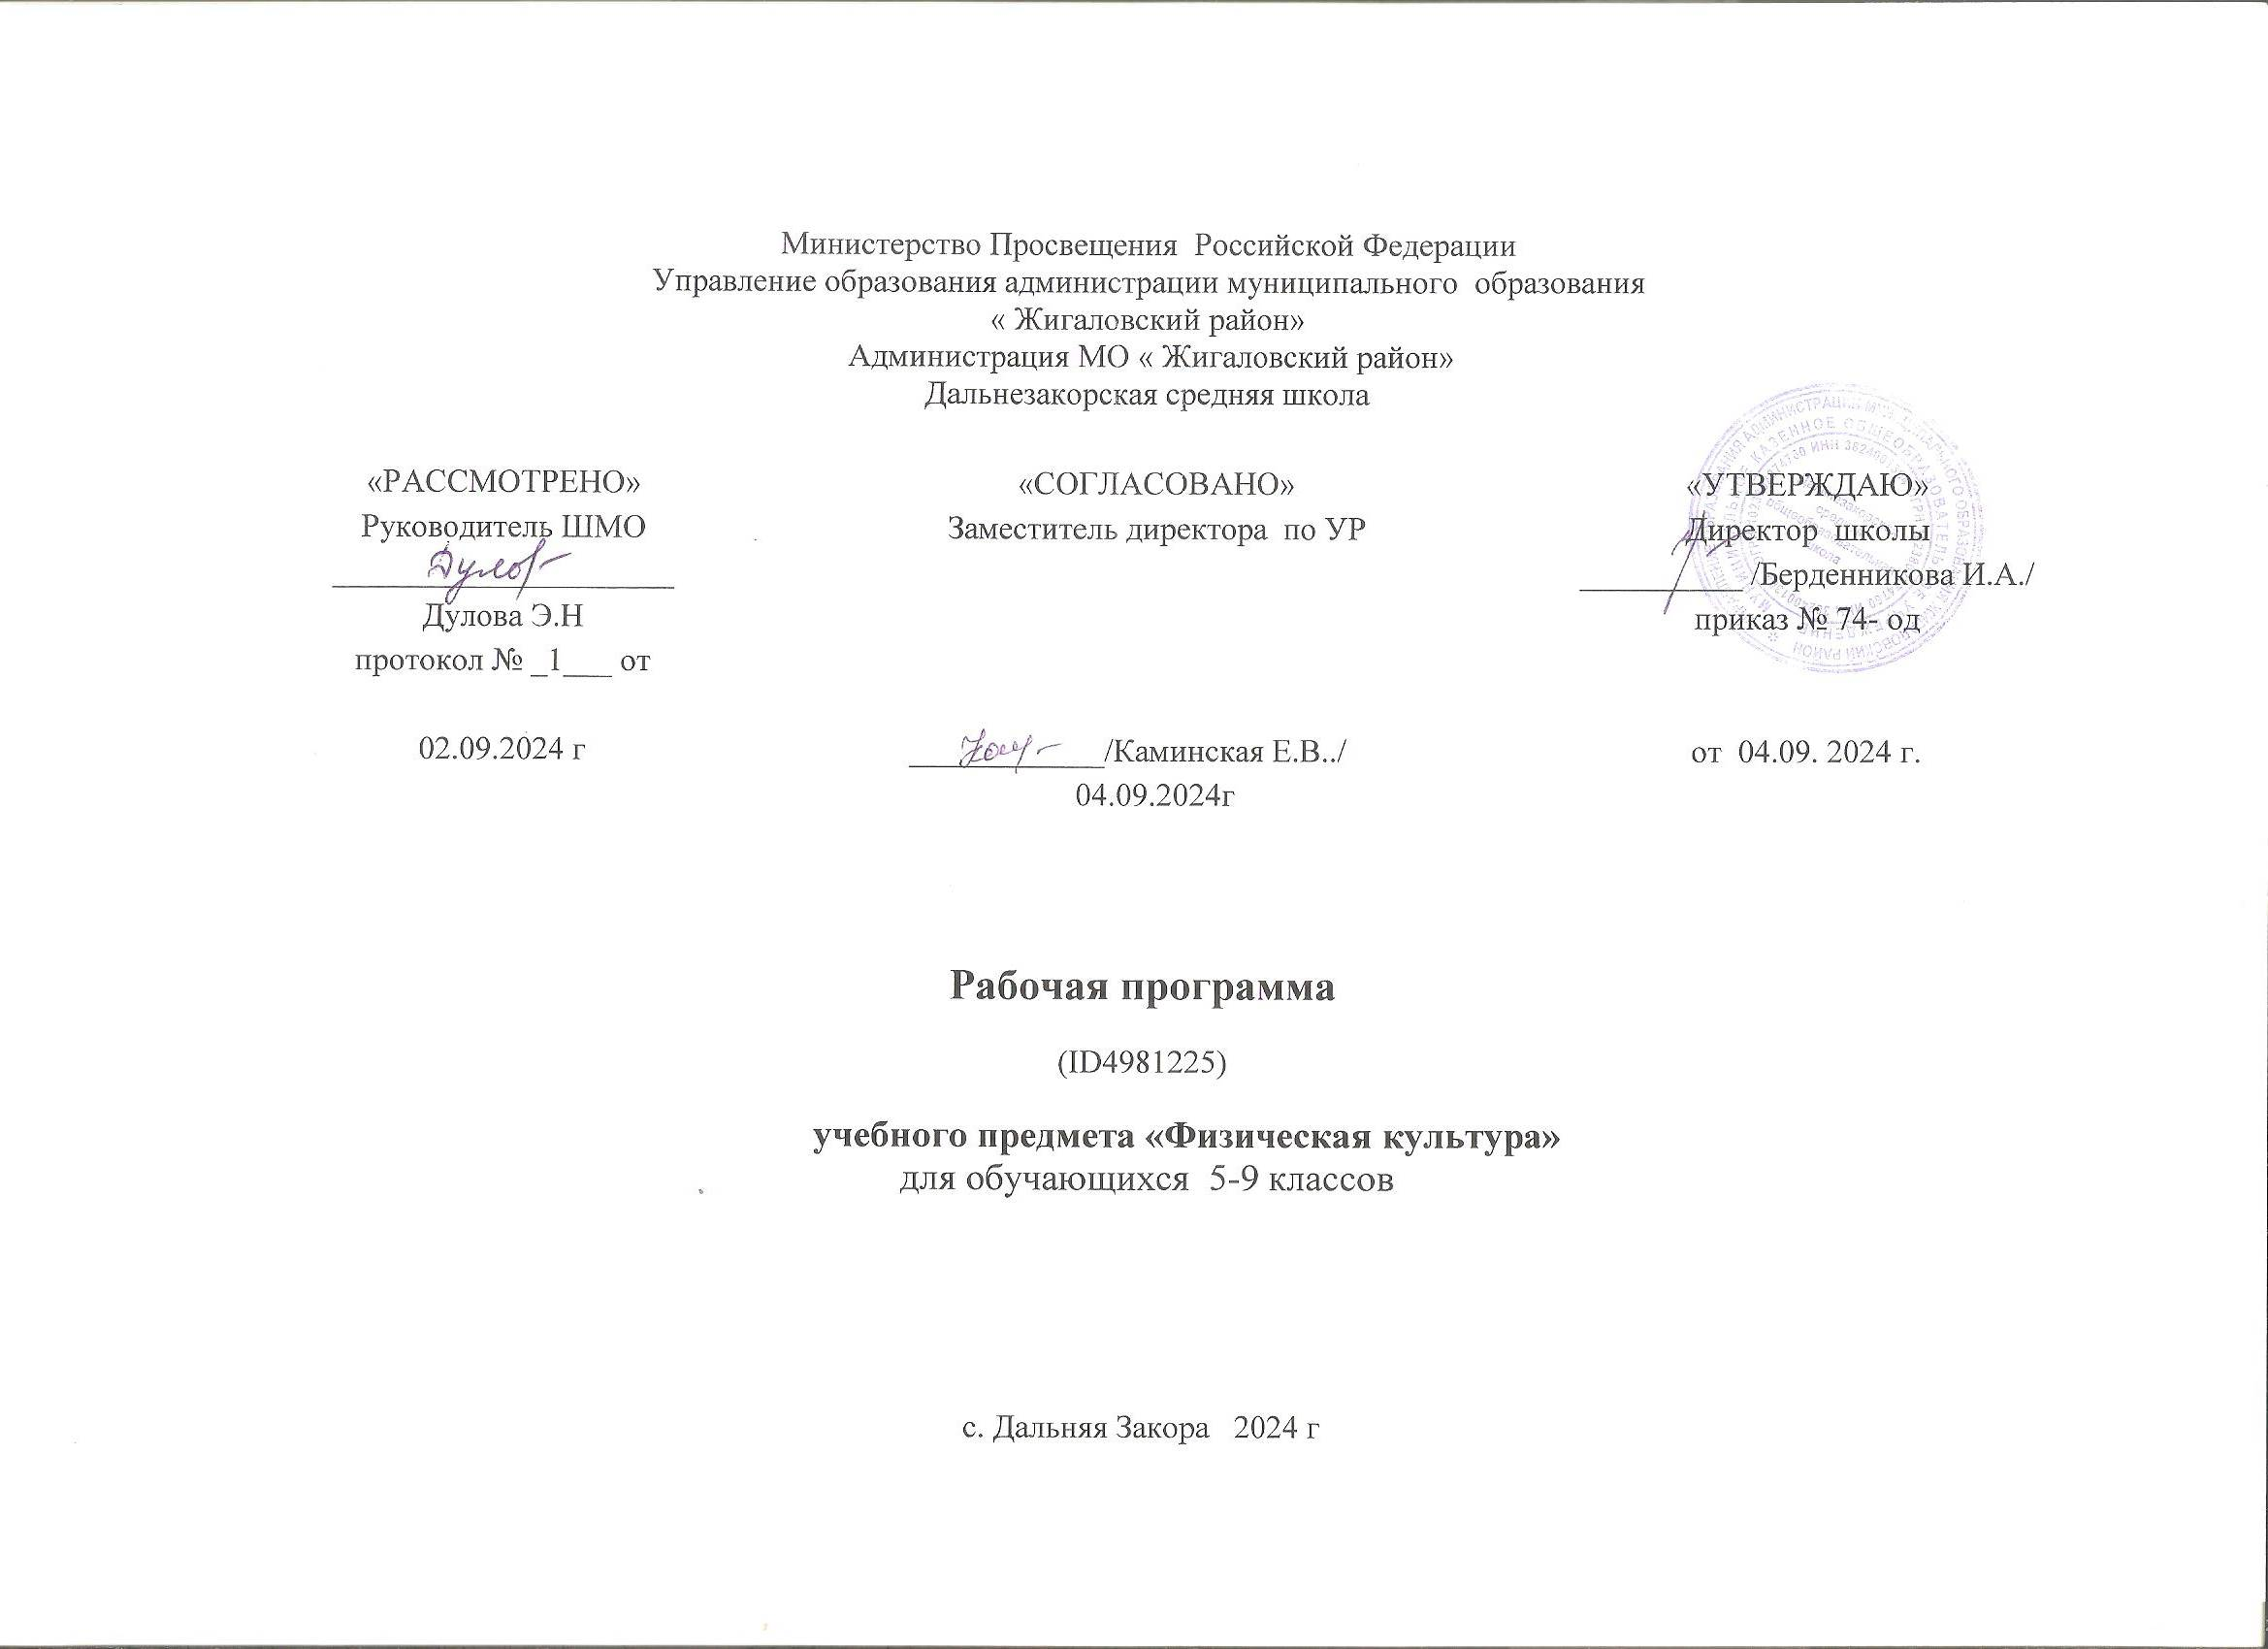 Министерство Просвещения  Российской Федерации
Управление образования администрации муниципального  образования
« Жигаловский район»
Администрация МО « Жигаловский район»
Дальнезакорская средняя школа
«РАССМОТРЕНО»
Руководитель ШМО
Дулов
Дулова Э.Н
протокол № _1___ от
02.09.2024 г
«СОГЛАСОВАНО»
Заместитель директора  по УР
/Каминская Е.В../
04.09.2024г
«УТВЕРЖДАЮ»
Директор  школы
/Берденникова И.А./
приказ № 74- од
от  04.09. 2024 г.
Рабочая программа
(ID4981225)
учебного предмета «Физическая культура»
для обучающихся  5-9 классов
с. Дальняя Закора   2024 г